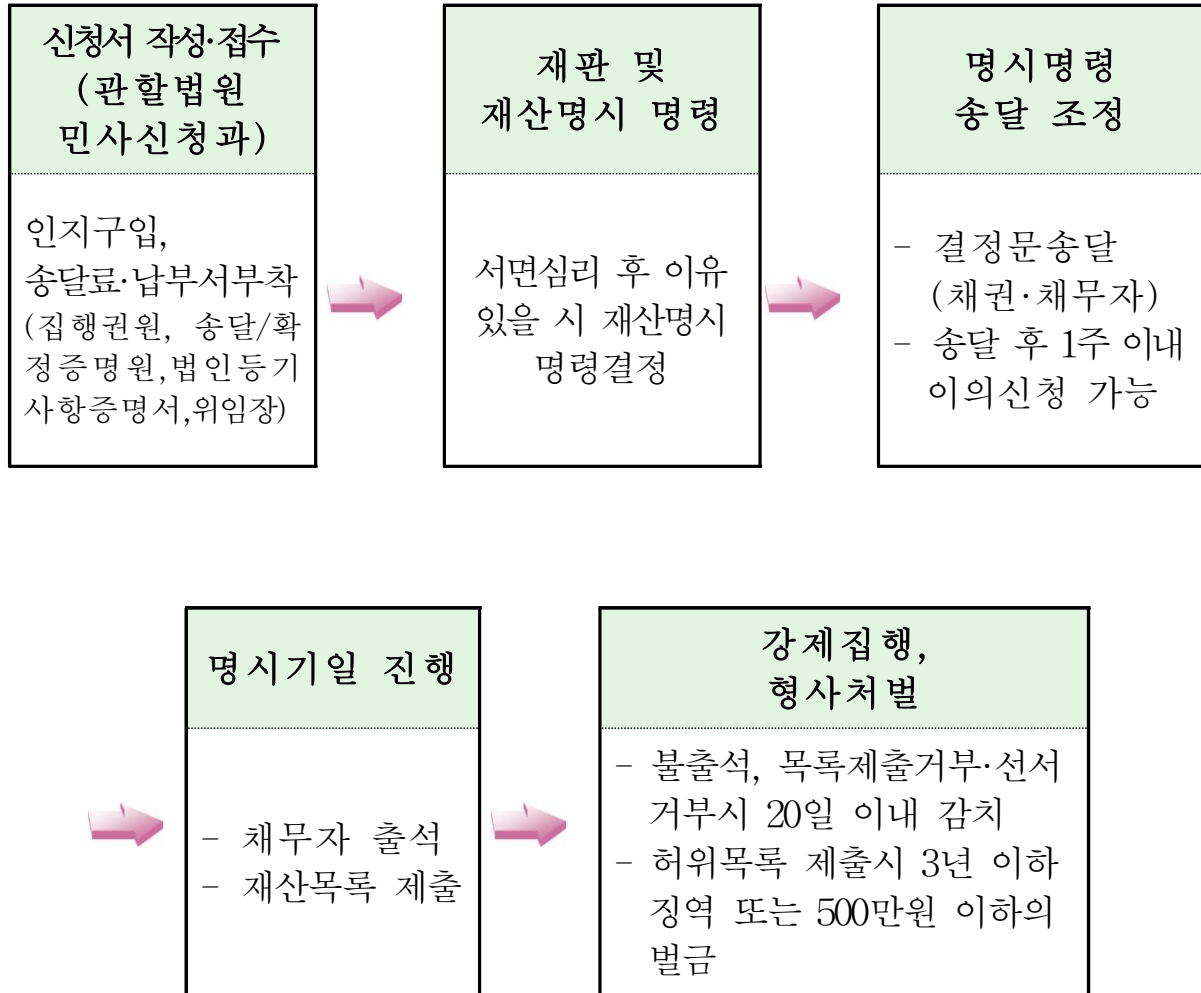 신청서 작성·접수
(관할법원
민사신청과)
인지구입,
송달료·납부서부착
(집행권원, 송달/확
정증명원,법인등기
사항증명서,위임장)
재판 및
재산명시 명령
서면심리 후 이유
있을 시 재산명시
명령결정
명시명령
송달 조정
- 결정문송달
(채권·채무자)
- 송달 후 1주 이내
이의신청 가능
명시기일 진행
- 채무자 출석
- 재산목록 제출
강제집행,
형사처벌
- 불출석, 목록제출거부·선서
거부시 20일 이내 감치
- 허위목록 제출시 3년 이하
징역 또는 500만원 이하의
벌금